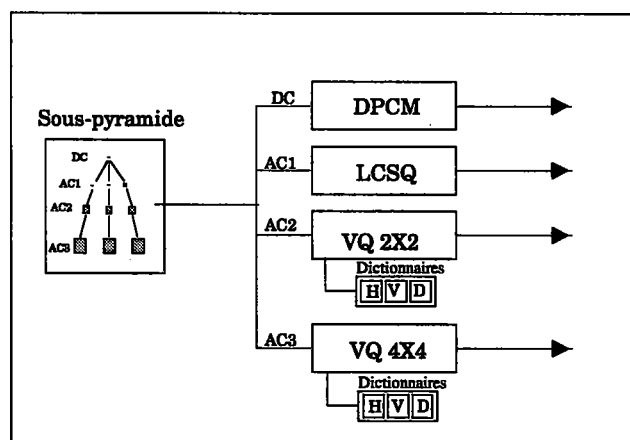 Sous-pyramide
DC
AC1
AC2
AC3
DC
DPCM
AC1
LCSQ
AC2
VQ 2X2
Dictionnaires
H V D
AC3
VQ 4X4
Dictionnaires
H V D